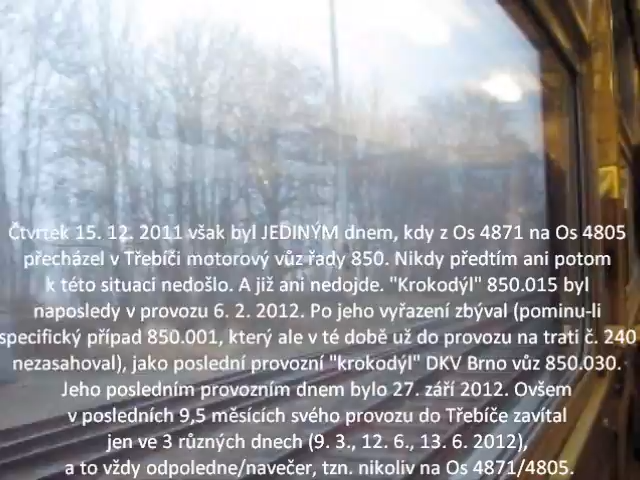 Čtvrtek 15. 12. 2011 však byl JEDINÝM dnem, kdy z Os 4871 na Os 4805
přecházel v Třebíči motorový vůz řady 850. Nikdy předtím ani potom
k této situaci nedošlo. A již ani nedojde. "Krokodýl" 850.015 byl
naposledy v provozu 6. 2. 2012. Po jeho vyřazení zbýval (pominu-li
specifický případ 850.001, který ale v té době už do provozu na trati č. 240
nezasahoval), jako poslední provozní "krokodýl" DKV Brno vůz 850.030.
Jeho posledním provozním dnem bylo 27. září 2012. Ovšem
v posledních 9,5 měsících svého provozu do Třebíče zavítal
jen ve 3 různých dnech (9. 3., 12. 6., 13. 6. 2012),
a to vždy odpoledne/navečer, tzn. nikoliv na Os 4871/4805.